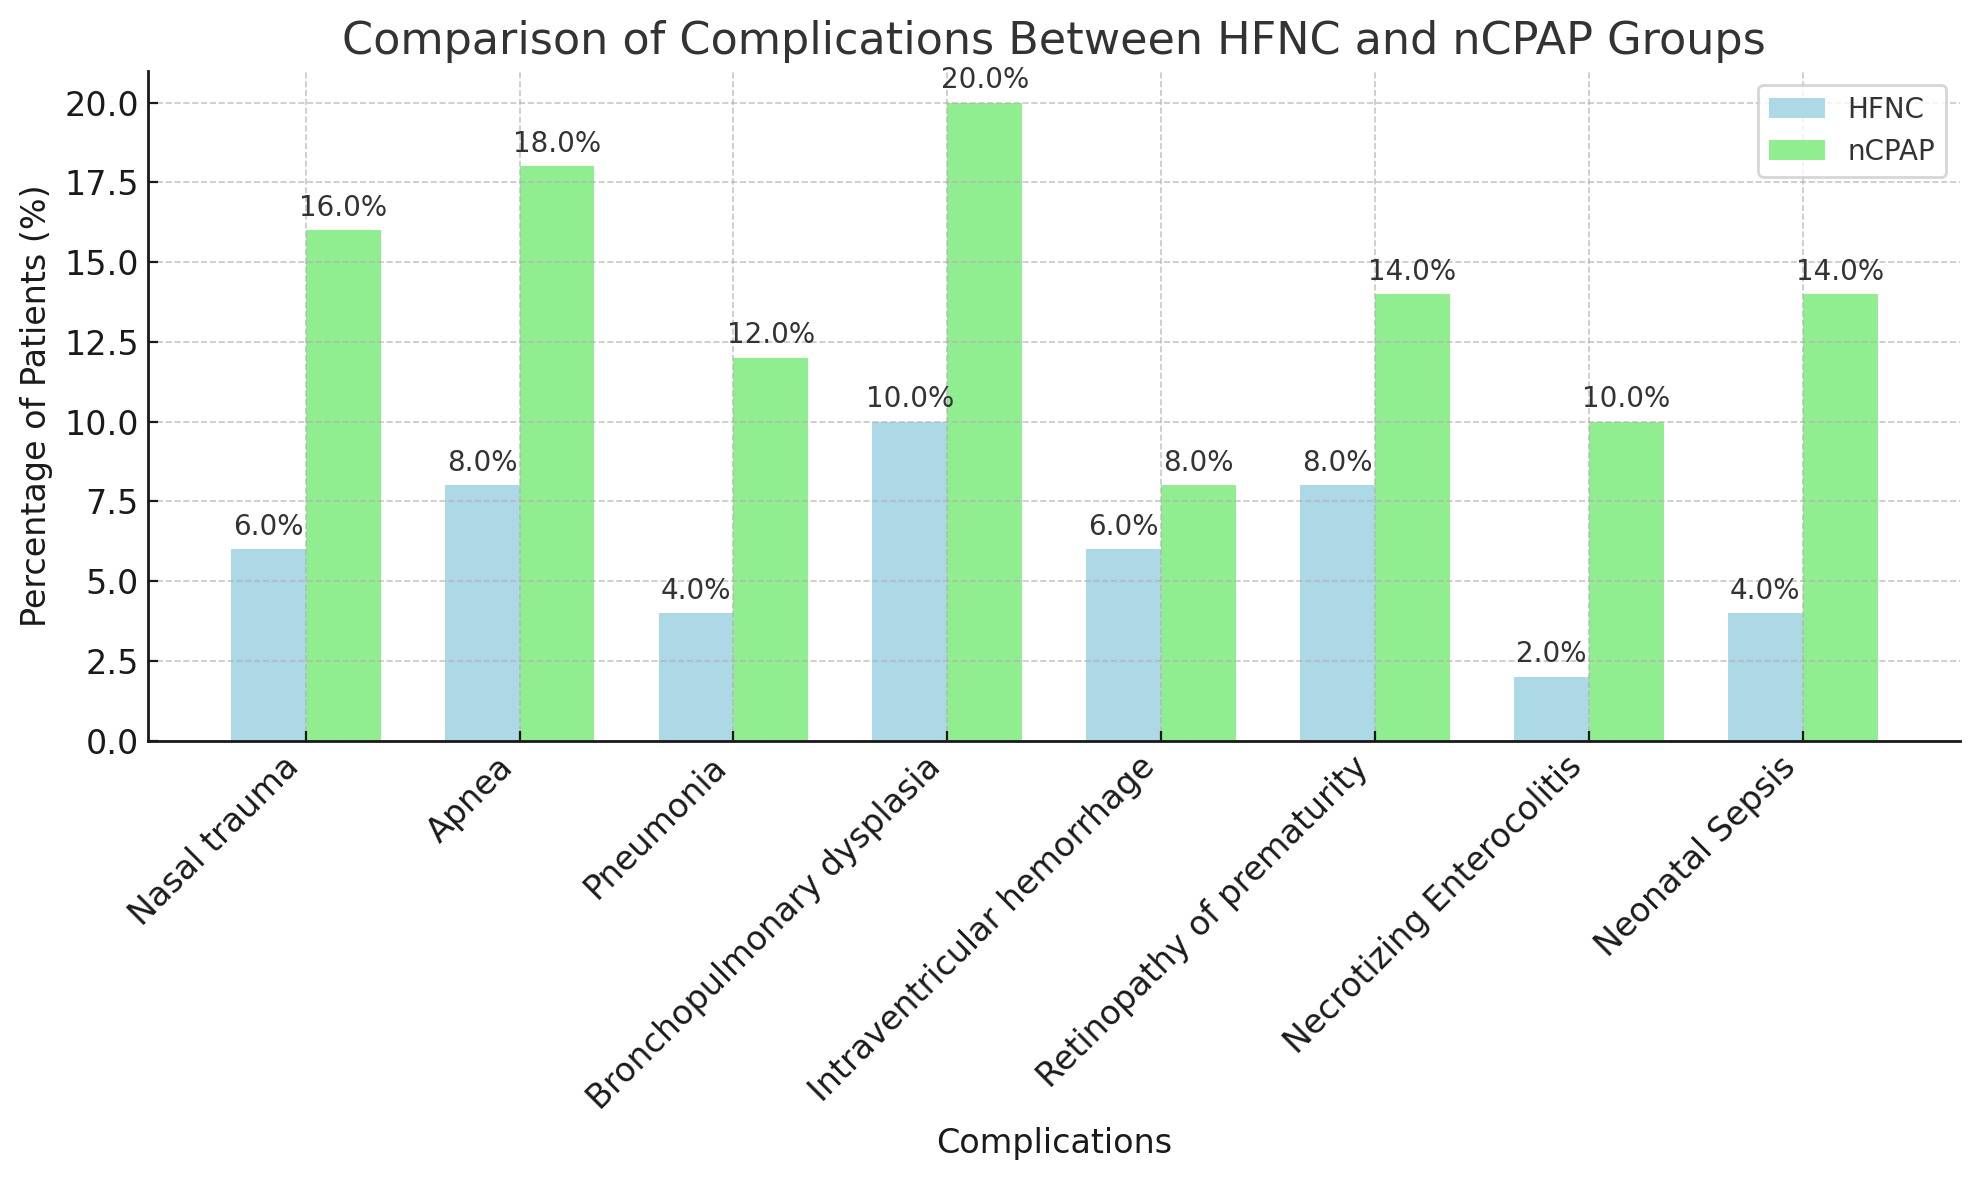 Comparison of Complications Between HFNC and nCPAP Groups
HFNC
nCPAP
Percentage of Patients (%)
20.0
17.5
15.0
12.5
10.0
7.5
5.0
2.5
0.0
6.0%
16.0%
8.0%
18.0%
4.0%
12.0%
10.0%
20.0%
6.0%
8.0%
8.0%
14.0%
2.0%
10.0%
4.0%
14.0%
Nasal trauma
Apnea
Pneumonia
Bronchopulmonary dysplasia
Intraventricular hemorrhage
Retinopathy of prematurity
Necrotizing Enterocolitis
Neonatal Sepsis
Complications